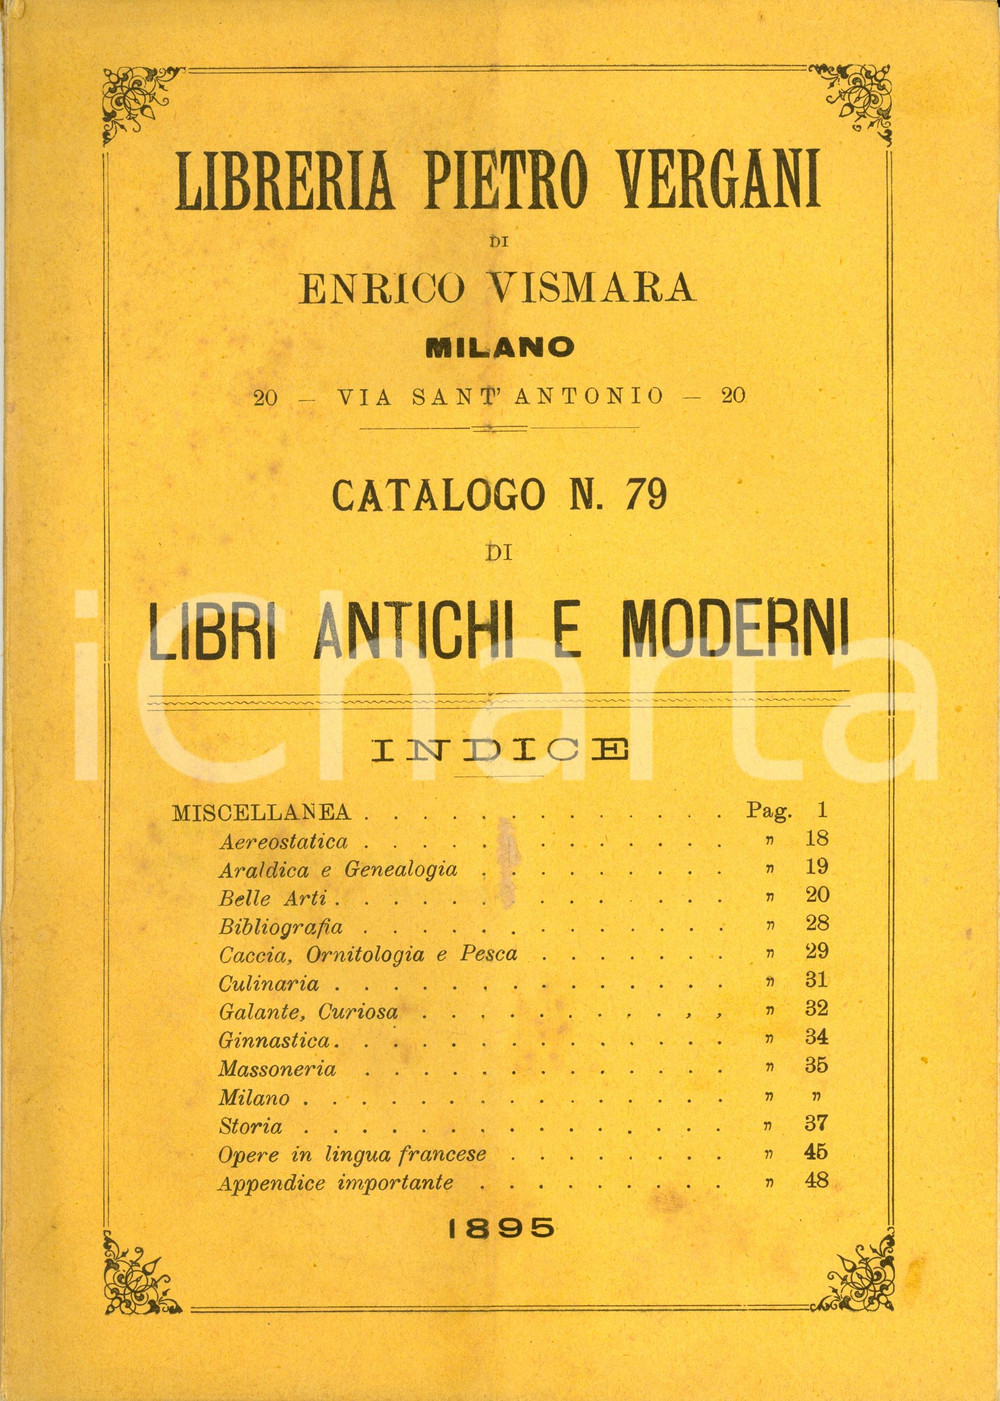 LIBRERIA PIETRO VERGANI
DI
ENRICO VISMARA
MILANO
20 — VIA SANT' ANTONIO — 20
CATALOGO N. 79
DI
LIBRI ANTICHI E MODERNI
iCharta
INDICE
MISCELLANEA . . . . . . . . . . . . . Pag. 1
Aereostatica . . . . . . . . . . . . . " 18
Araldica e Genealogia . . . . . . . . . " 19
Belle Arti . . . . . . . . . . . . . . " 20
Bibliografia . . . . . . . . . . . . . " 28
Caccia, Ornitologia e Pesca . . . . . . . " 29
Culinaria . . . . . . . . . . . . . . " 31
Galante, Curiosa . . . . . . . . . . . " 32
Ginnastica . . . . . . . . . . . . . . " 34
Massoneria . . . . . . . . . . . . . " 35
Milano . . . . . . . . . . . . . . . " "
Storia . . . . . . . . . . . . . . . " 37
Opere in lingua francese . . . . . . . . " 45
Appendice importante . . . . . . . . . " 48
1895